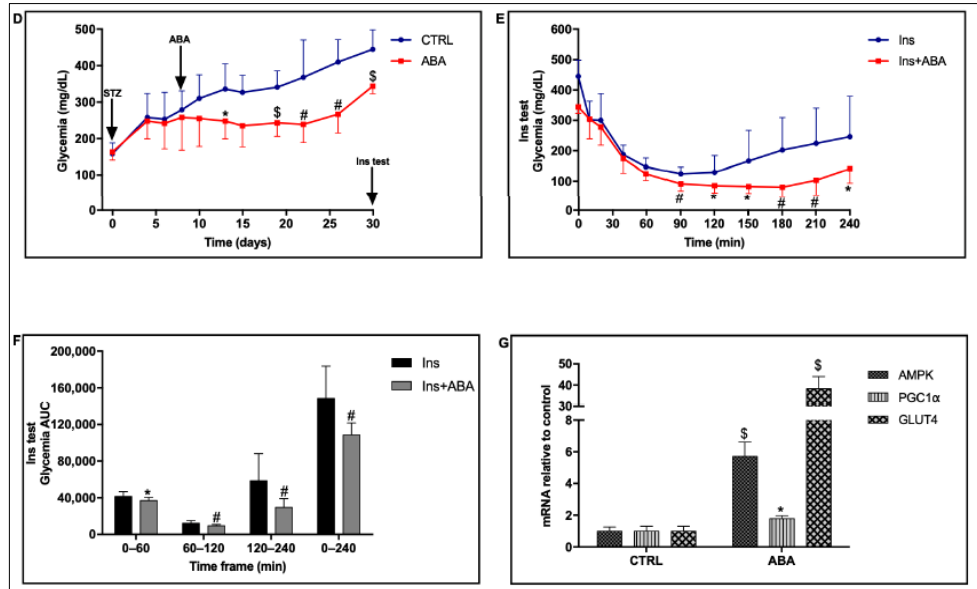 D
500
400
300
200
100
0
Glycemia (mg/dL)
STZ
ABA
CTRL
ABA
*
$
#
#
$
Ins test
0
5
10
15
20
25
30
Time (days)
E
600
500
400
300
200
100
0
Ins test
Glycemia (mg/dL)
Ins
Ins+ABA
#
*
*
#
#
*
0
30
60
90
120
150
180
210
240
Time (min)
F
200,000
160,000
120,000
80,000
40,000
0
Ins test
Glycemia AUC
Ins
Ins+ABA
*
#
#
#
0–60
60–120
120–240
0–240
Time frame (min)
G
50
40
30
20
10
8
6
4
2
0
mRNA relative to control
AMPK
PGC1α
GLUT4
$
*
$
CTRL
ABA